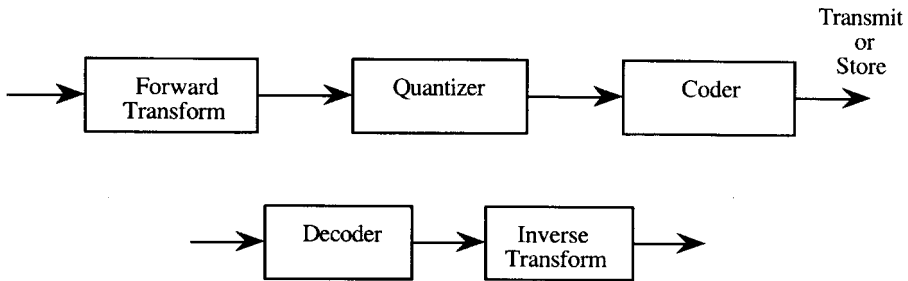 Transmit
or
Store
Forward
Transform
Quantizer
Coder
Decoder
Inverse
Transform